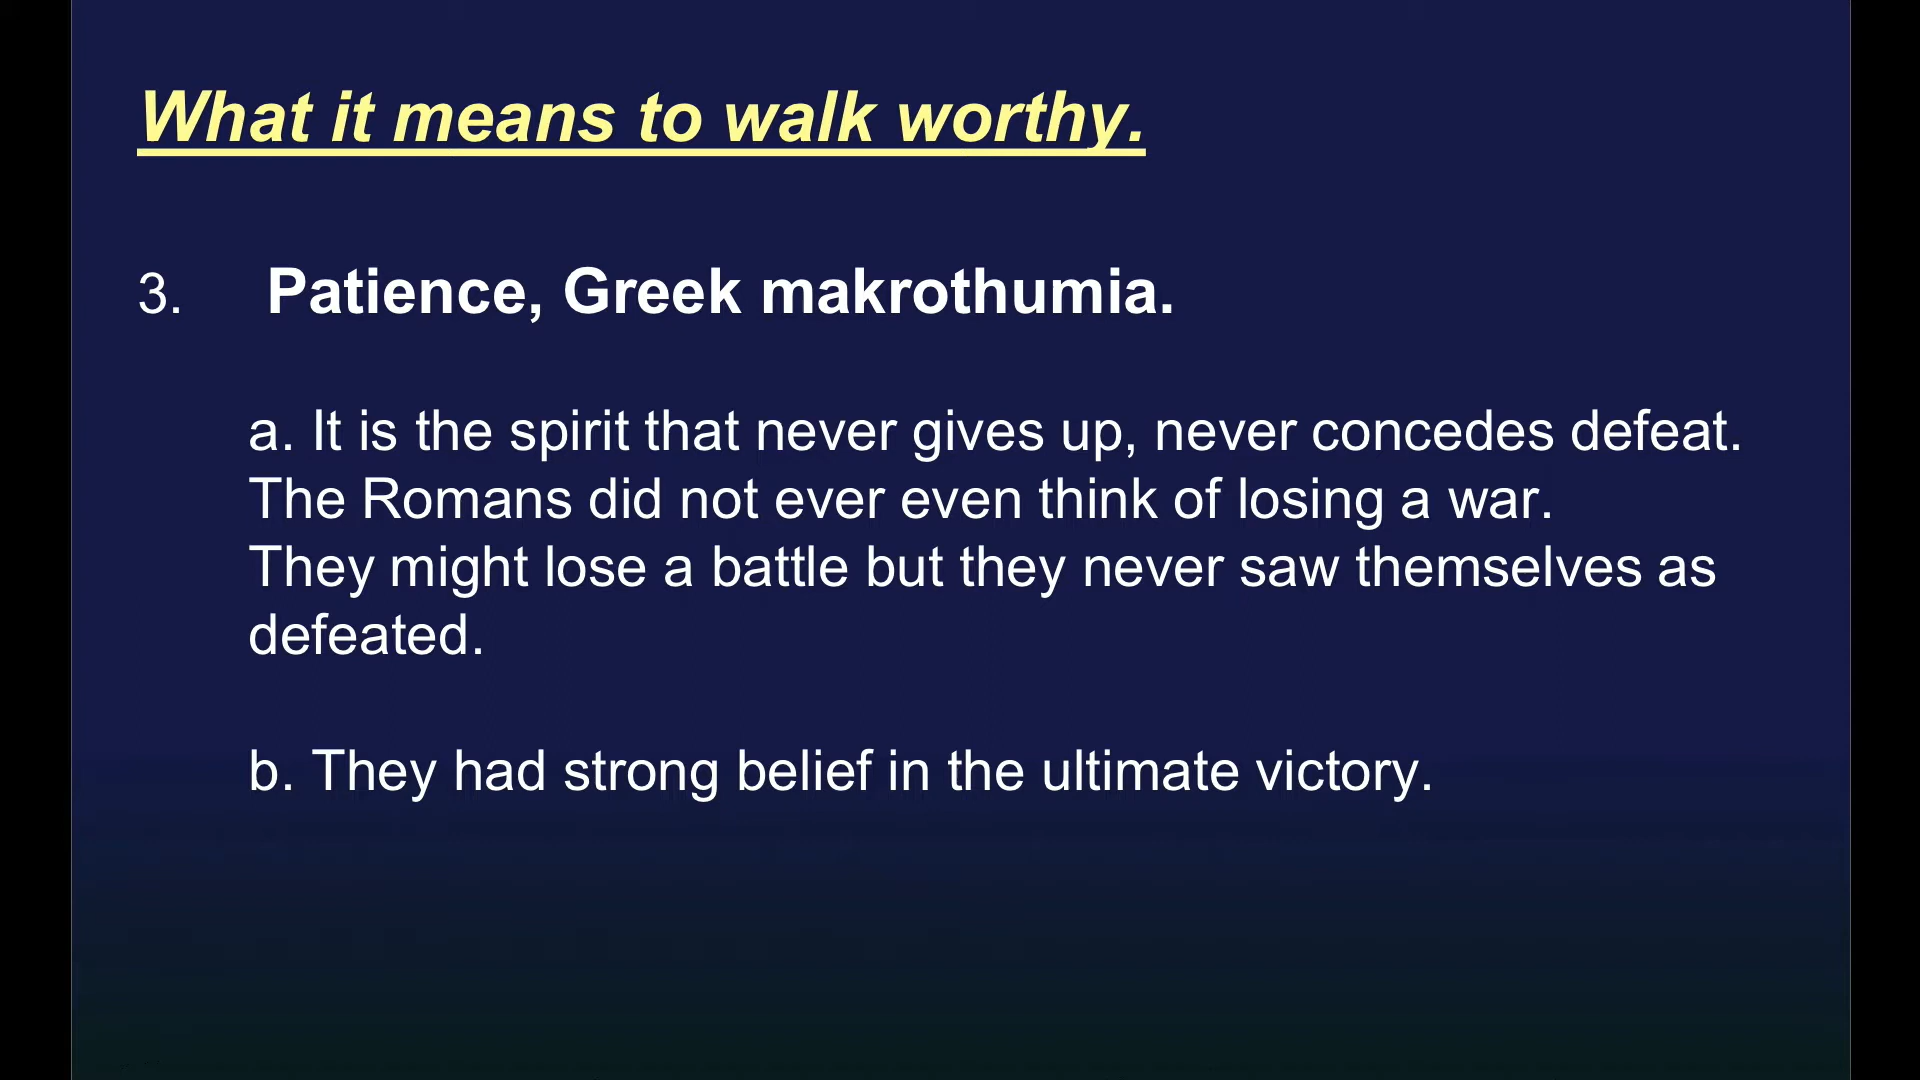 What it means to walk worthy.
3. Patience, Greek makrothumia.
a. It is the spirit that never gives up, never concedes defeat.
The Romans did not ever even think of losing a war.
They might lose a battle but they never saw themselves as
defeated.
b. They had strong belief in the ultimate victory.